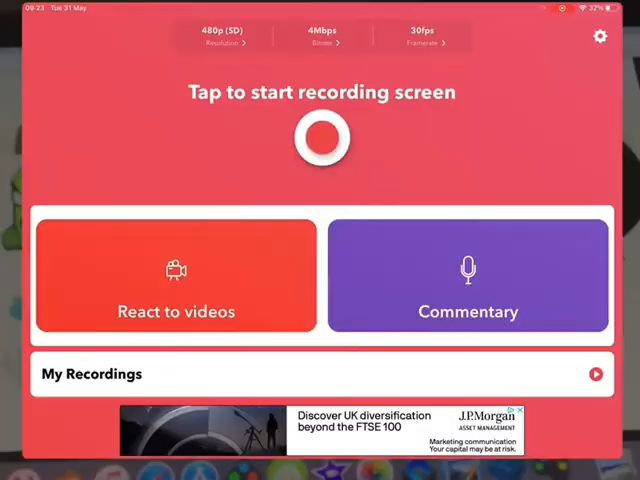 09:23 Tue 31 May
32%
480p (SD)
4Mbps
30fps
Resolution >
Bitrate >
Framerate >
Tap to start recording screen
React to videos
Commentary
My Recordings
Discover UK diversification
beyond the FTSE 100
J.P.Morgan
ASSET MANAGEMENT
Marketing communication
Your capital may be at risk.